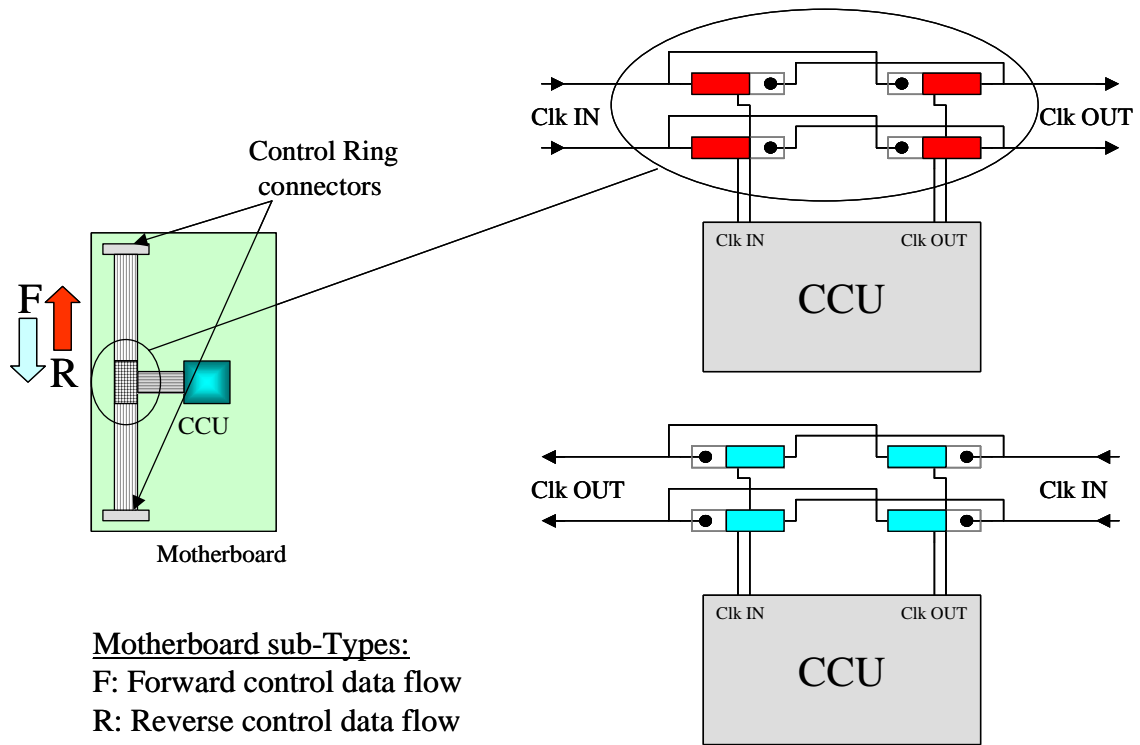 Control Ring
connectors
F
R
CCU
Motherboard
Motherboard sub-Types:
F: Forward control data flow
R: Reverse control data flow
Clk IN
Clk OUT
Clk IN
Clk OUT
CCU
Clk OUT
Clk IN
Clk IN
Clk OUT
CCU